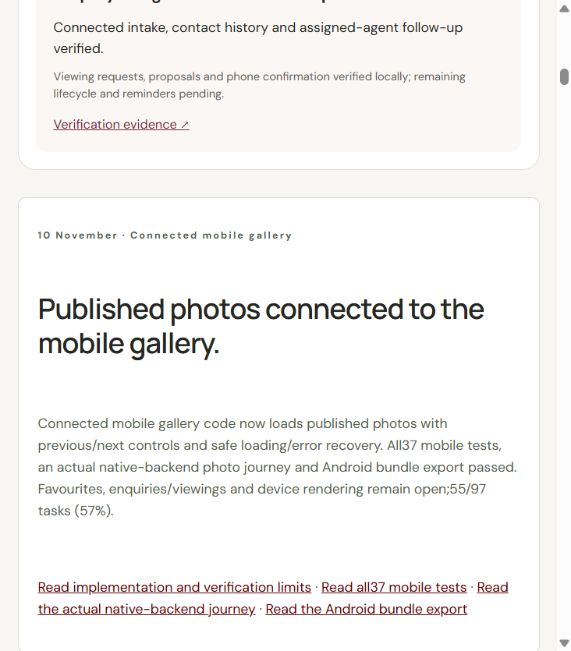 Connected intake, contact history and assigned-agent follow-up
verified.
Viewing requests, proposals and phone confirmation verified locally; remaining
lifecycle and reminders pending.
Verification evidence ↗
10 November · Connected mobile gallery
Published photos connected to the
mobile gallery.
Connected mobile gallery code now loads published photos with
previous/next controls and safe loading/error recovery. All37 mobile tests,
an actual native-backend photo journey and Android bundle export passed.
Favourites, enquiries/viewings and device rendering remain open;55/97
tasks (57%).
Read implementation and verification limits · Read all37 mobile tests · Read
the actual native-backend journey · Read the Android bundle export